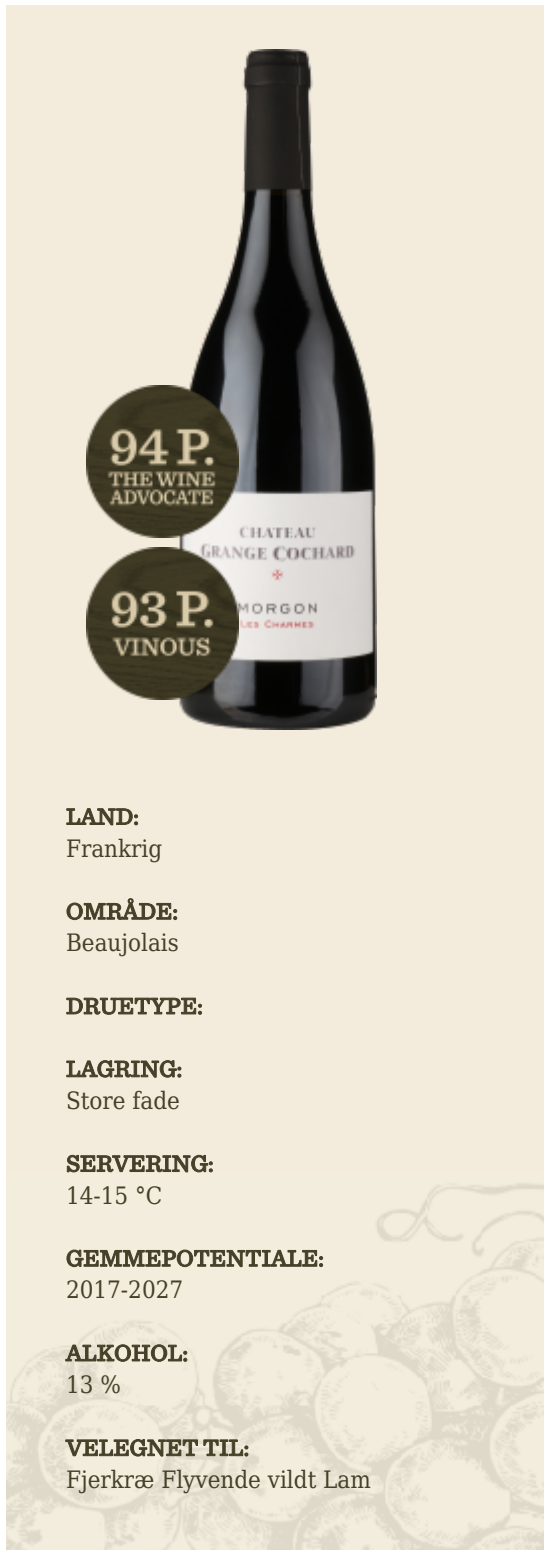 94 P.
THE WINE
ADVOCATE
93 P.
VINOUS
CHATEAU
GRANGE COCHARD
MORGON
LES CHARMES
LAND:
Frankrig
OMRÅDE:
Beaujolais
DRUETYPE:
LAGRING:
Store fade
SERVERING:
14-15 °C
GEMMEPOTENTIALE:
2017-2027
ALKOHOL:
13 %
VELEGNET TIL:
Fjerkræ Flyvende vildt Lam